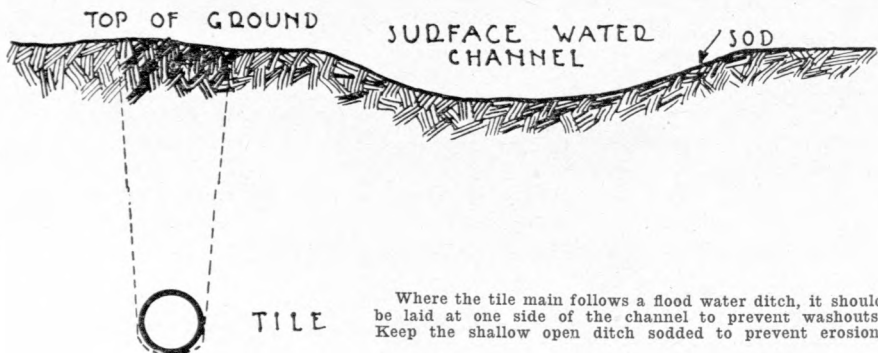 TOP OF GROUND
SURFACE WATER
CHANNEL
SOD
TILE
Where the tile main follows a flood water ditch, it should
be laid at one side of the channel to prevent washouts
Keep the shallow open ditch sodded to prevent erosion